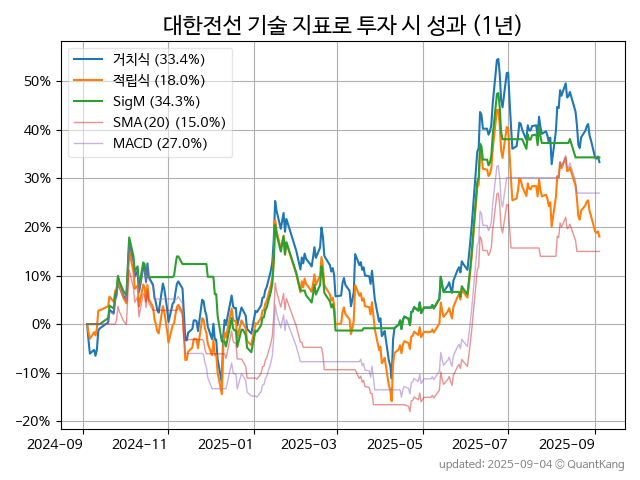 대한전선 기술 지표로 투자 시 성과 (1년)
거치식 (33.4%)
적립식 (18.0%)
SigM (34.3%)
SMA(20) (15.0%)
MACD (27.0%)
50%
40%
30%
20%
10%
0%
−10%
−20%
2024-09 2024-11 2025-01 2025-03 2025-05 2025-07 2025-09
updated: 2025-09-04 © QuantKang